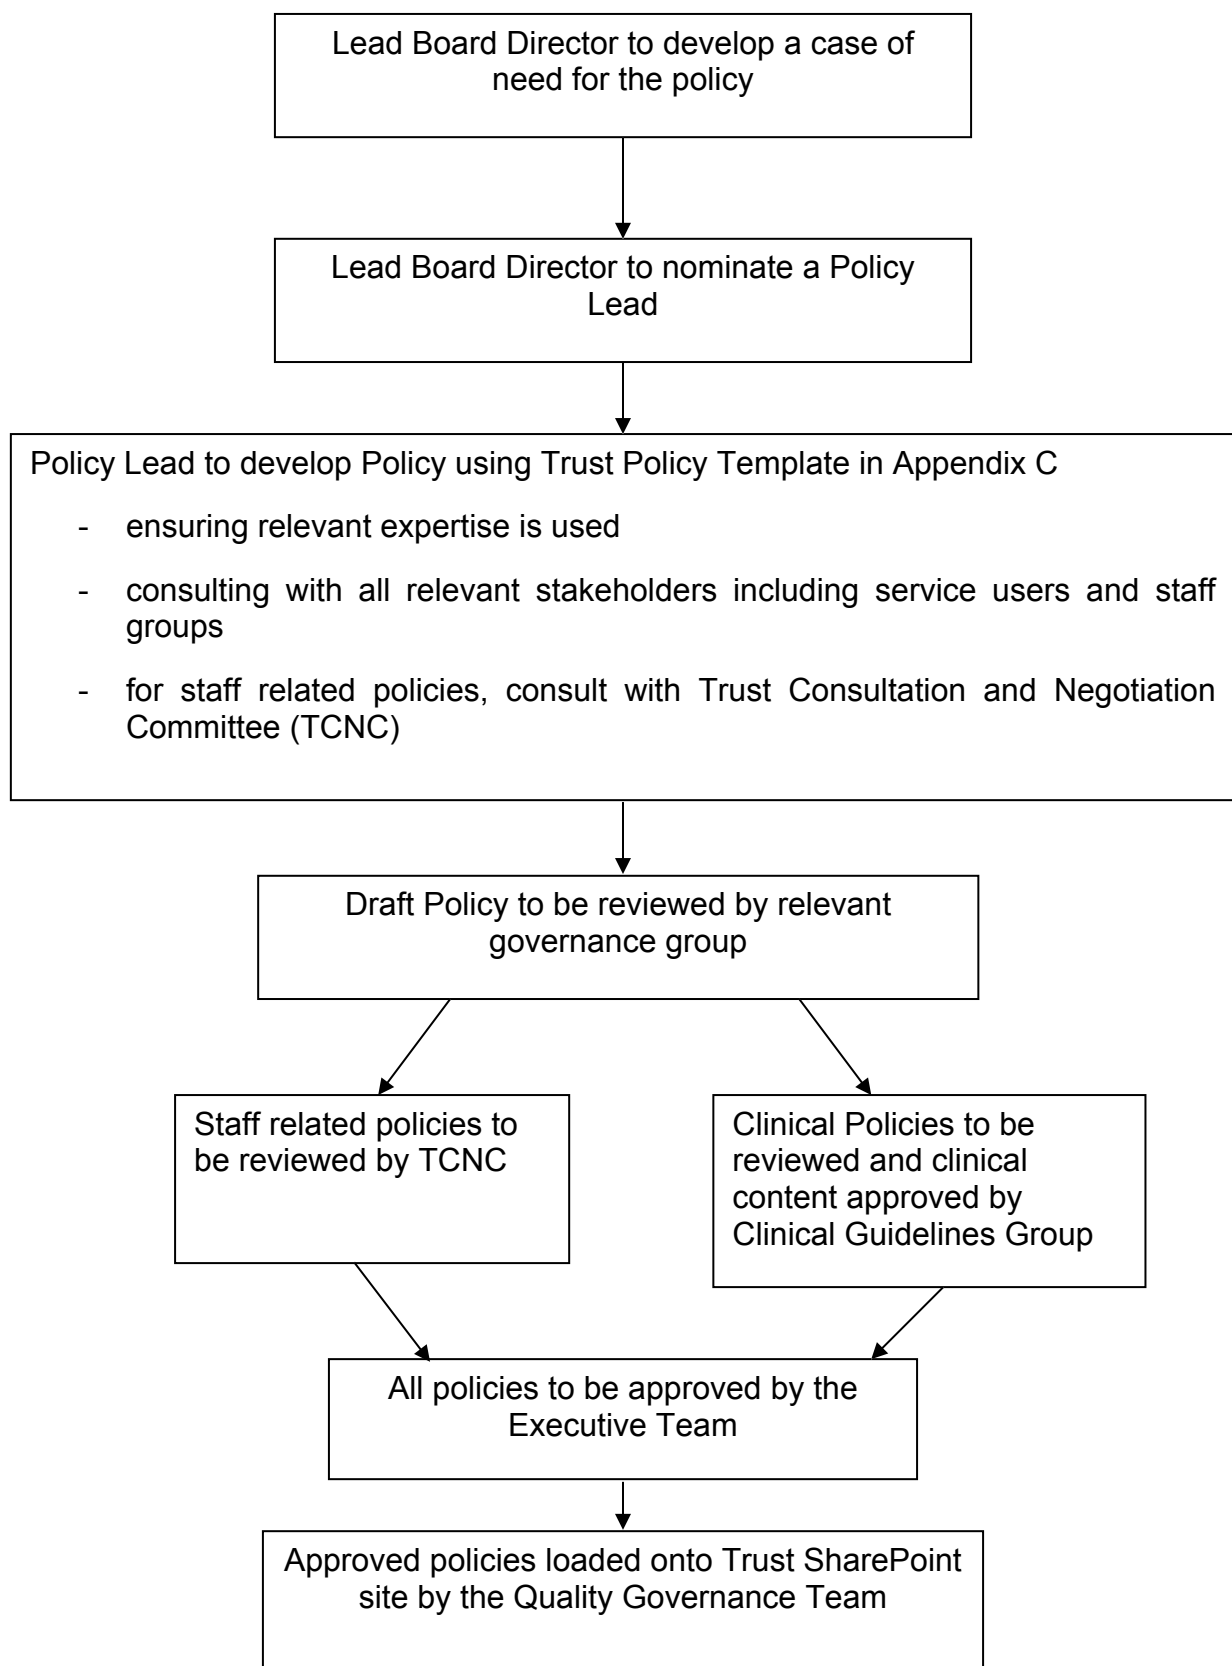 Lead Board Director to develop a case of
need for the policy
Lead Board Director to nominate a Policy
Lead
Policy Lead to develop Policy using Trust Policy Template in Appendix C
- ensuring relevant expertise is used
- consulting with all relevant stakeholders including service users and staff
groups
- for staff related policies, consult with Trust Consultation and Negotiation
Committee (TCNC)
Draft Policy to be reviewed by relevant
governance group
Staff related policies to
be reviewed by TCNC
Clinical Policies to be
reviewed and clinical
content approved by
Clinical Guidelines Group
All policies to be approved by the
Executive Team
Approved policies loaded onto Trust SharePoint
site by the Quality Governance Team